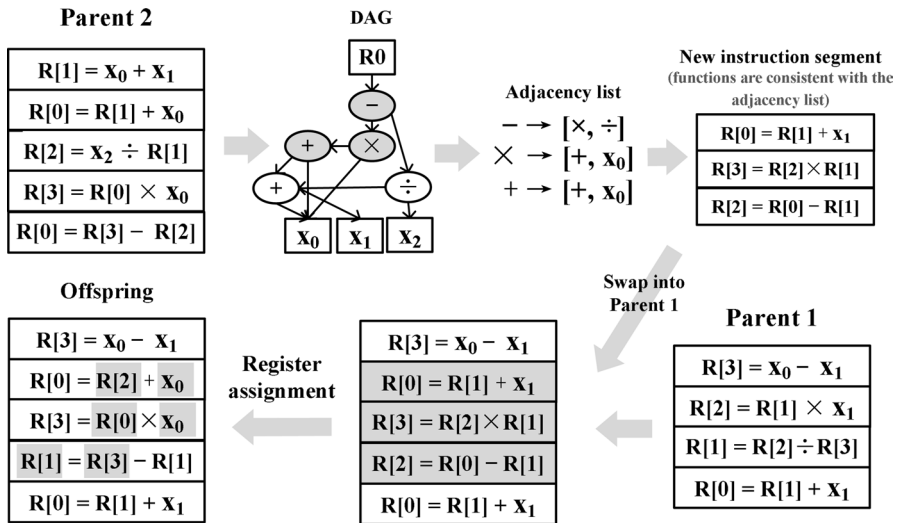 Parent 2
R[1] = x₀ + x₁
R[0] = R[1] + x₀
R[2] = x₂ ÷ R[1]
R[3] = R[0] × x₀
R[0] = R[3] − R[2]
DAG
R0
−
+ ×
+ ÷
x₀ x₁ x₂
Adjacency list
− → [×, ÷]
× → [+, x₀]
+ → [+, x₀]
New instruction segment
(functions are consistent with the
adjacency list)
R[0] = R[1] + x₁
R[3] = R[2] × R[1]
R[2] = R[0] − R[1]
Swap into
Parent 1
Parent 1
R[3] = x₀ − x₁
R[2] = R[1] × x₁
R[1] = R[2] ÷ R[3]
R[0] = R[1] + x₁
R[3] = x₀ − x₁
R[0] = R[1] + x₁
R[3] = R[2] × R[1]
R[2] = R[0] − R[1]
R[0] = R[1] + x₁
Register
assignment
Offspring
R[3] = x₀ − x₁
R[0] = R[2] + x₀
R[3] = R[0] × x₀
R[1] = R[3] − R[1]
R[0] = R[1] + x₁